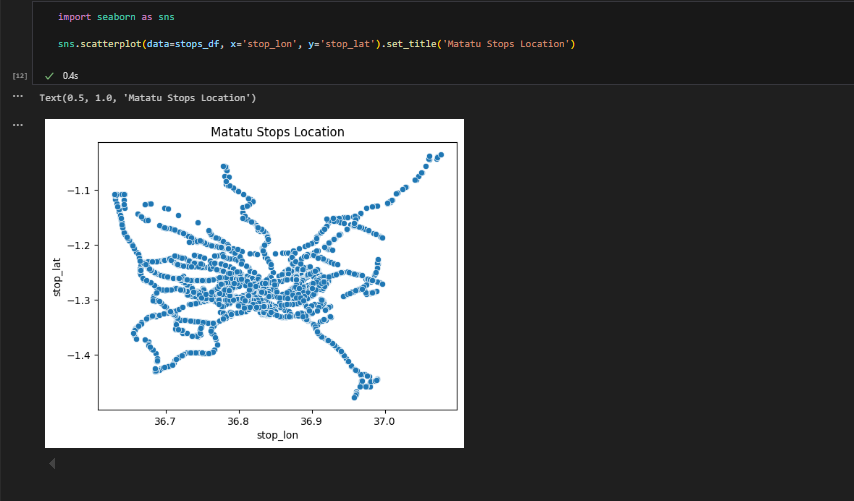 import seaborn as sns
sns.scatterplot(data=stops_df, x='stop_lon', y='stop_lat').set_title('Matatu Stops Location')
[12]
0.4s
...
Text(0.5, 1.0, 'Matatu Stops Location')
...
Matatu Stops Location
−1.1
−1.2
−1.3
−1.4
stop_lat
36.7 36.8 36.9 37.0
stop_lon